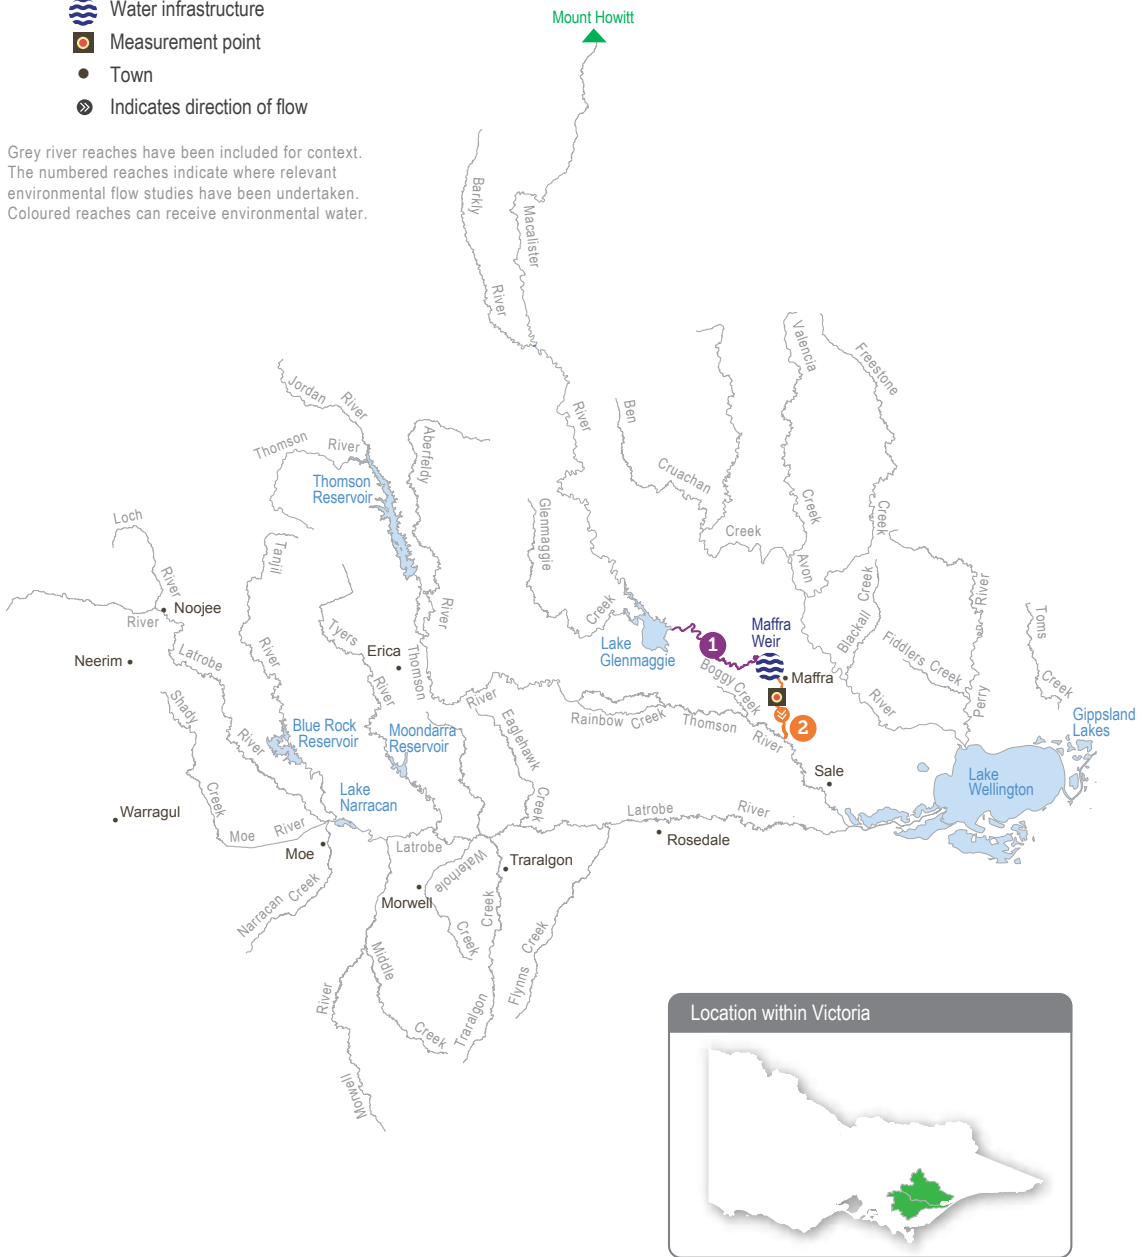 Water infrastructure
Measurement point
Town
Indicates direction of flow
Grey river reaches have been included for context.
The numbered reaches indicate where relevant
environmental flow studies have been undertaken.
Coloured reaches can receive environmental water.
Mount Howitt
Barkly
River
Macalister
River
Jordan
River
Thomson
River
Thomson
Reservoir
Aberfeldy
River
Ben
Cruachan
Creek
Valencia
Creek
Freestone
Creek
Loch
River
Noojee
River
Tanjil
River
Neerim
Latrobe
River
Tyers
River
Erica
Thomson
River
Glenmaggie
Creek
Lake
Glenmaggie
1
Maffra
Weir
Maffra
2
Boggy Creek
Rainbow Creek
Thomson
River
Avon
River
Blackall Creek
Fiddlers Creek
Perry
River
Toms
Creek
Gippsland
Lakes
Lake
Wellington
Sale
Shady
Creek
Blue Rock
Reservoir
Moondarra
Reservoir
Eaglehawk
Creek
Lake
Narracan
Warragul
Moe
River
Moe
Latrobe
Latrobe
River
Rosedale
Narracan Creek
Morwell
Waterhole
Creek
Traralgon
Traralgon
Creek
Flynns
Creek
Middle
Creek
River
Morwell
Location within Victoria